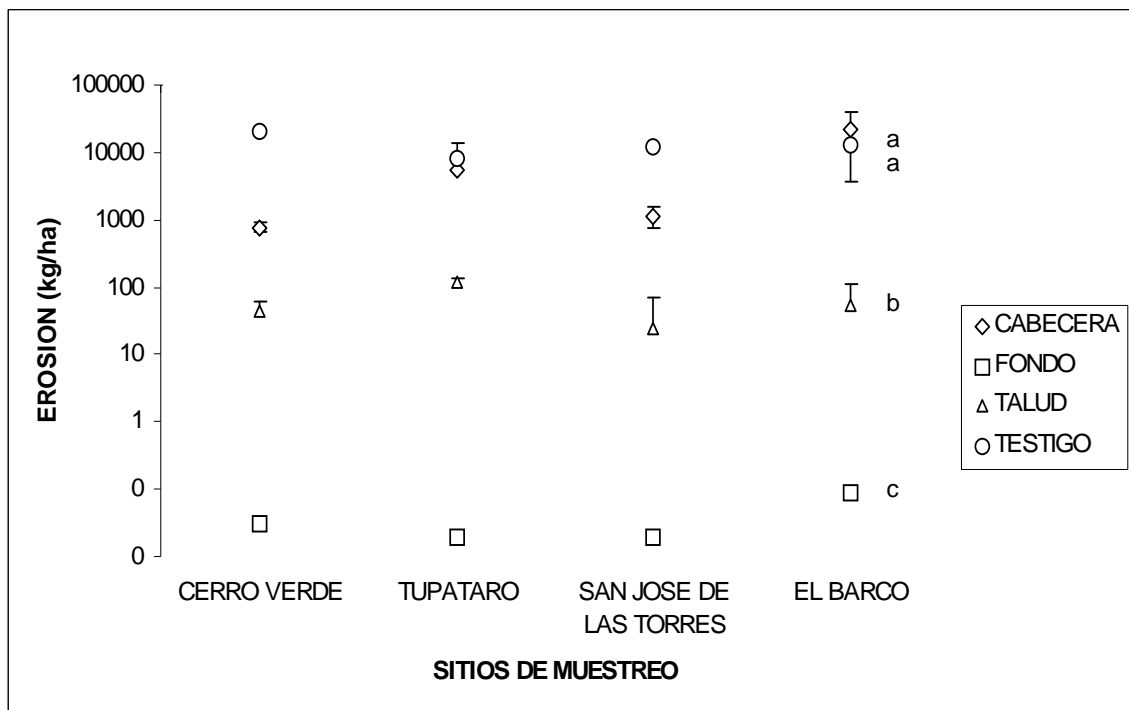 100000
10000
1000
100
10
1
0
0
EROSION (kg/ha)
a
a
b
c
CERRO VERDE
TUPATARO
SAN JOSE DE
LAS TORRES
EL BARCO
SITIOS DE MUESTREO
CABECERA
FONDO
TALUD
TESTIGO